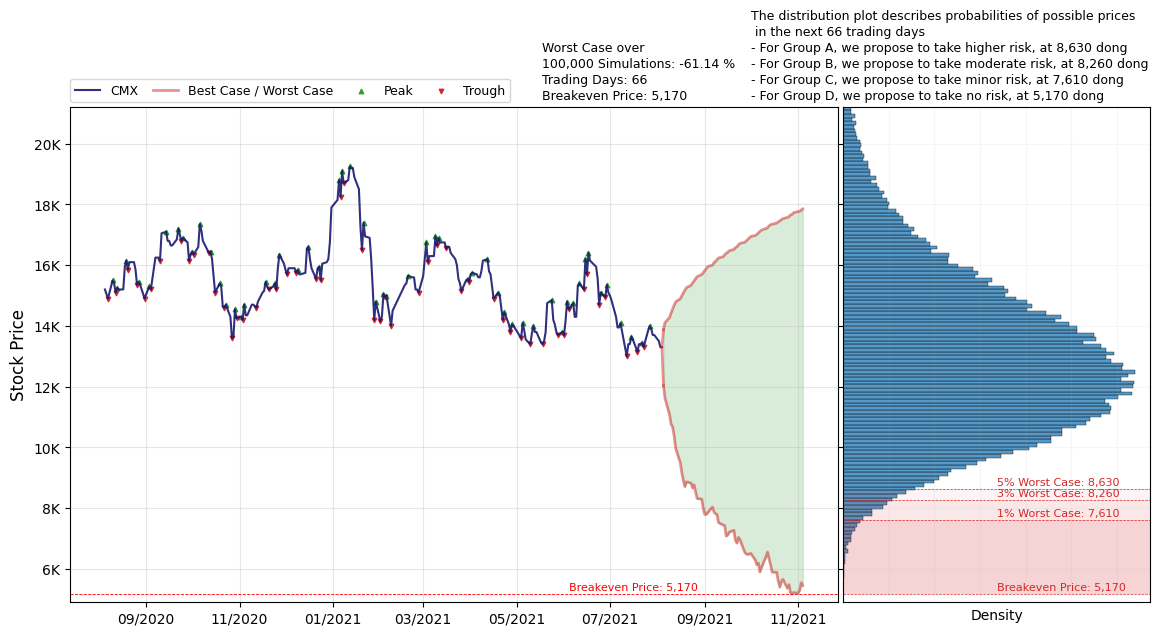 The distribution plot describes probabilities of possible prices
in the next 66 trading days
- For Group A, we propose to take higher risk, at 8,630 dong
- For Group B, we propose to take moderate risk, at 8,260 dong
- For Group C, we propose to take minor risk, at 7,610 dong
- For Group D, we propose to take no risk, at 5,170 dong
Worst Case over
100,000 Simulations: -61.14 %
Trading Days: 66
Breakeven Price: 5,170
CMX
Best Case / Worst Case
Peak
Trough
Stock Price
20K
18K
16K
14K
12K
10K
8K
6K
Breakeven Price: 5,170
09/2020
11/2020
01/2021
03/2021
05/2021
07/2021
09/2021
11/2021
5% Worst Case: 8,630
3% Worst Case: 8,260
1% Worst Case: 7,610
Breakeven Price: 5,170
Density